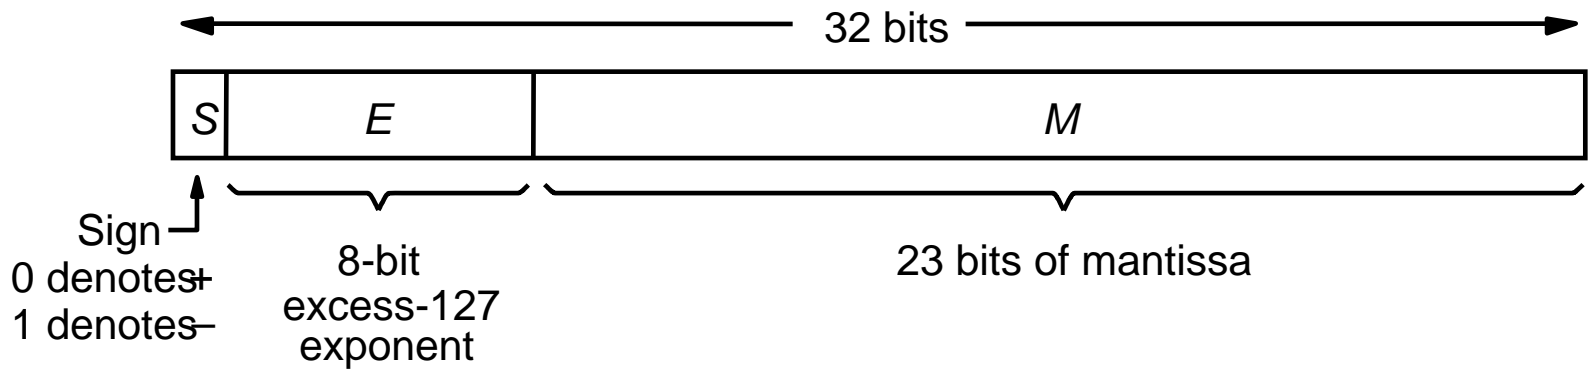 32 bits
S E M
Sign
0 denotes+
1 denotes−
8-bit
excess-127
exponent
23 bits of mantissa